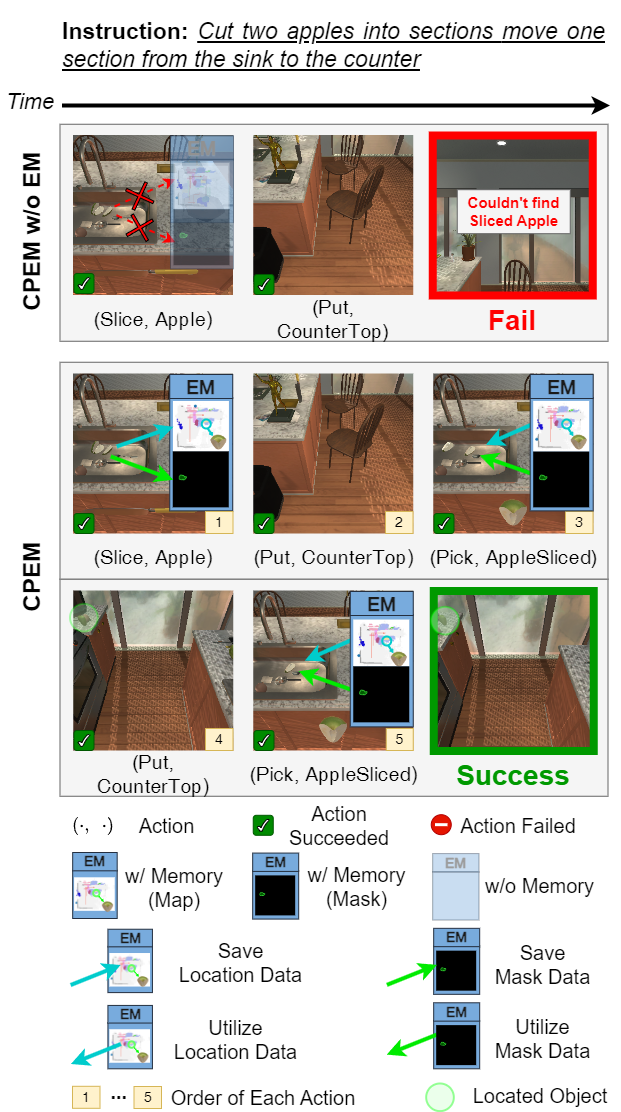 Instruction: Cut two apples into sections move one
section from the sink to the counter
Time
CPEM w/o EM
EM
Couldn't find
Sliced Apple
(Slice, Apple)
(Put,
CounterTop)
Fail
CPEM
EM
EM
1
2
3
(Slice, Apple)
(Put, CounterTop)
(Pick, AppleSliced)
EM
4
5
(Put,
CounterTop)
(Pick, AppleSliced)
Success
(·, ·) Action
Action
Succeeded
Action Failed
EM
w/ Memory
(Map)
EM
w/ Memory
(Mask)
EM
w/o Memory
EM
Save
Location Data
EM
Save
Mask Data
EM
Utilize
Location Data
EM
Utilize
Mask Data
1 ··· 5 Order of Each Action
Located Object